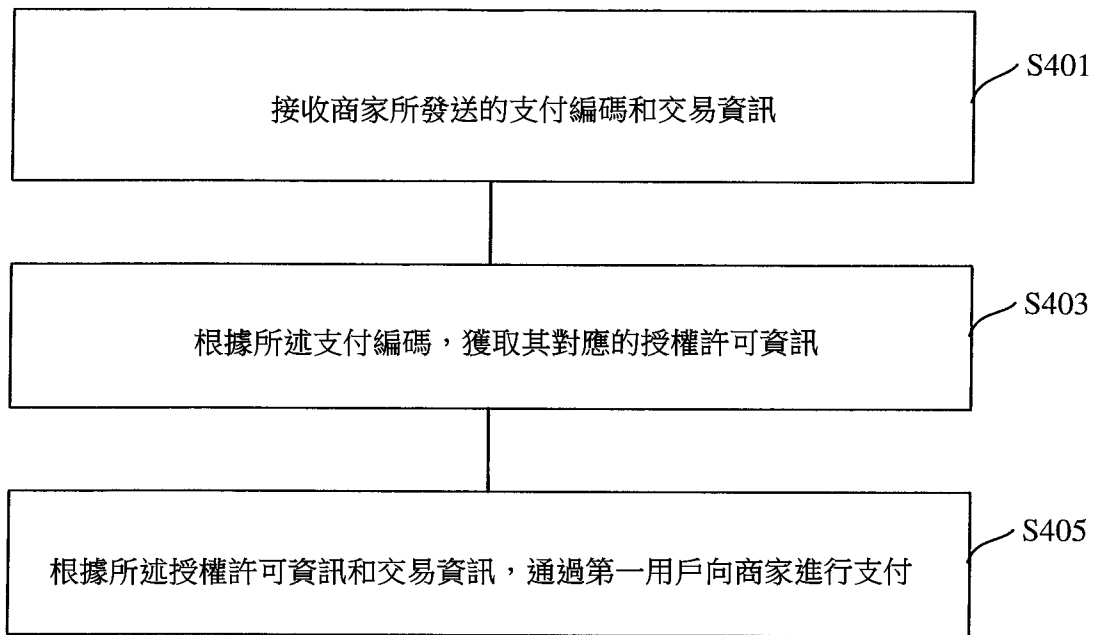 S401
接收商家所發送的支付編碼和交易資訊
S403
根據所述支付編碼，獲取其對應的授權許可資訊
S405
根據所述授權許可資訊和交易資訊，通過第一用戶向商家進行支付